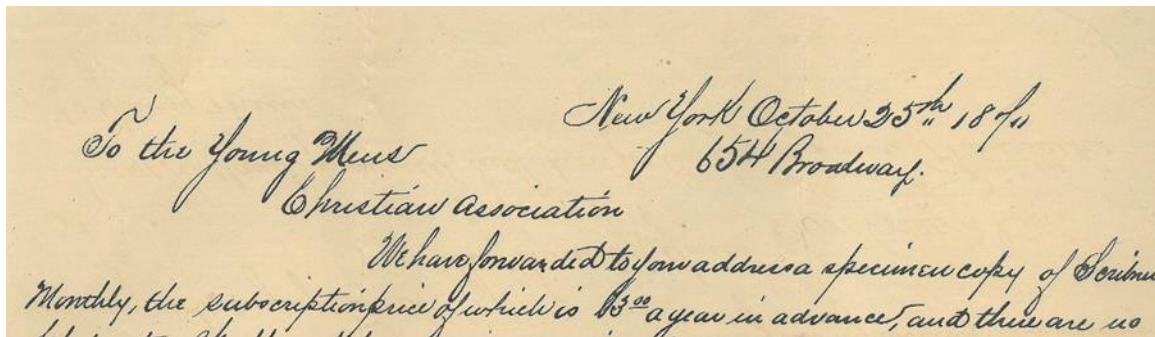 New York October 25th 187
654 Broadway.
To the Young Mens
Christian Association
We have forwarded to your address a specimen copy of Scribner
Monthly, the subscription price of which is $3.00 a year in advance, and there are no